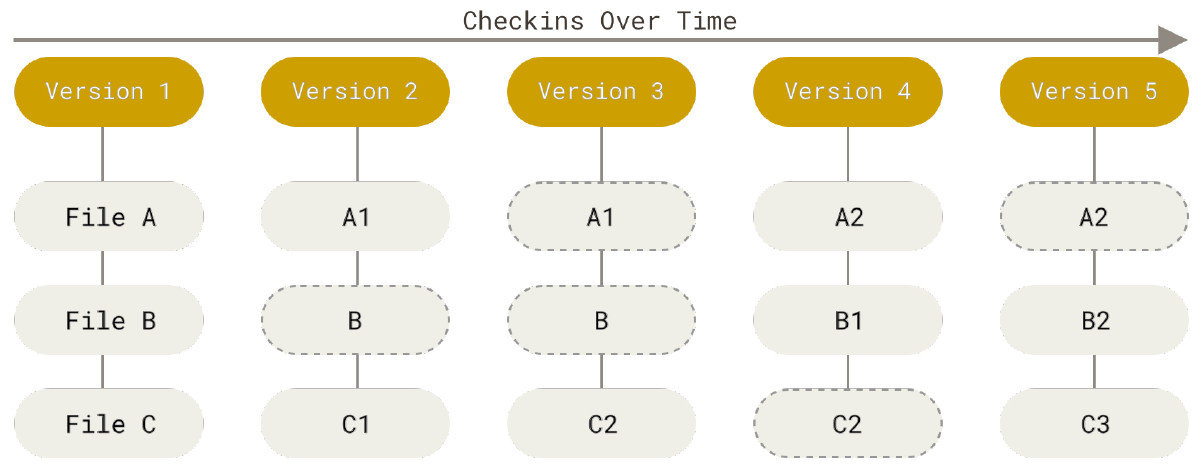 Checkins Over Time
Version 1 Version 2 Version 3 Version 4 Version 5
File A A1 A1 A2 A2
File B B B B1 B2
File C C1 C2 C2 C3